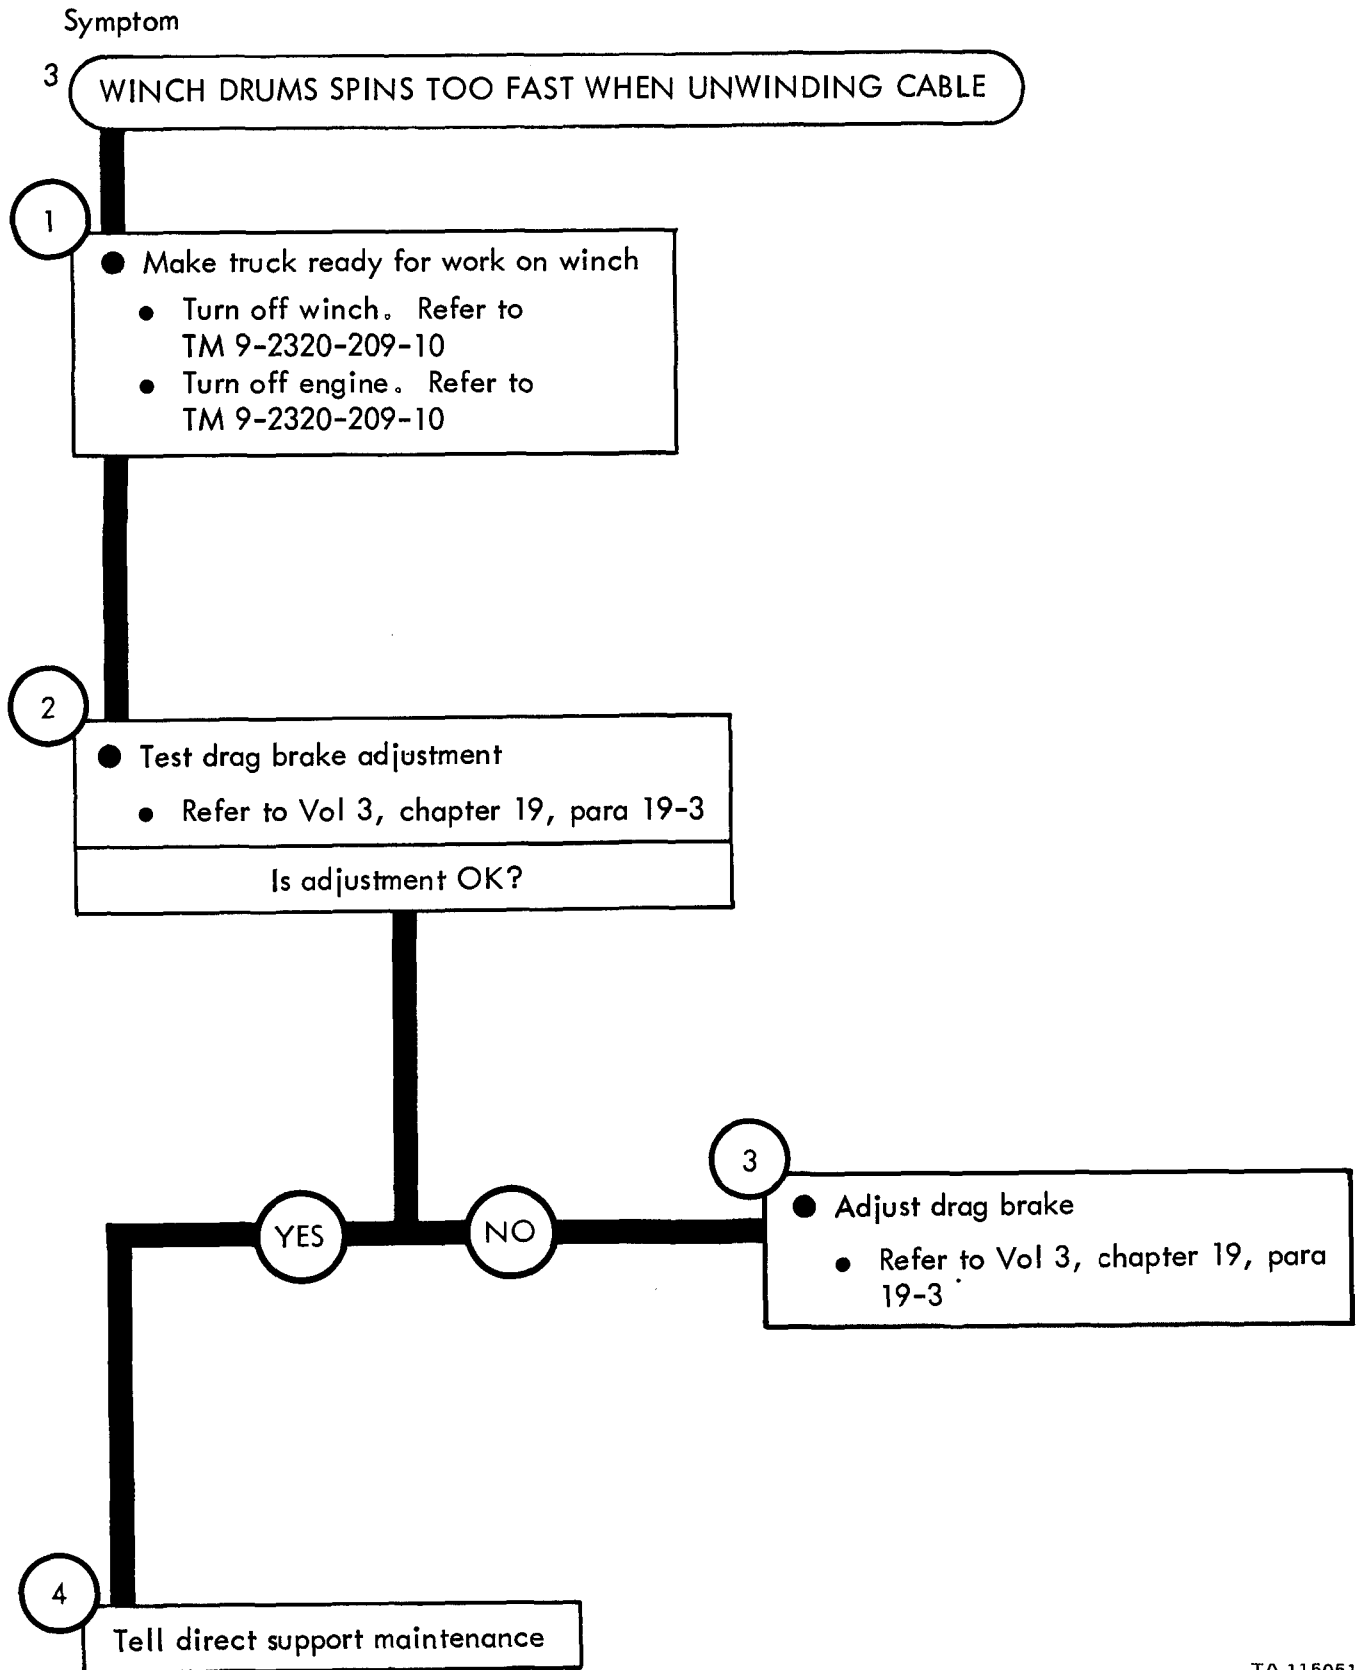 Symptom
3 WINCH DRUMS SPINS TOO FAST WHEN UNWINDING CABLE
1
● Make truck ready for work on winch
● Turn off winch. Refer to
TM 9-2320-209-10
● Turn off engine. Refer to
TM 9-2320-209-10
2
● Test drag brake adjustment
● Refer to Vol 3, chapter 19, para 19-3
Is adjustment OK?
YES NO
3
● Adjust drag brake
● Refer to Vol 3, chapter 19, para
19-3
4
Tell direct support maintenance
TA 115051